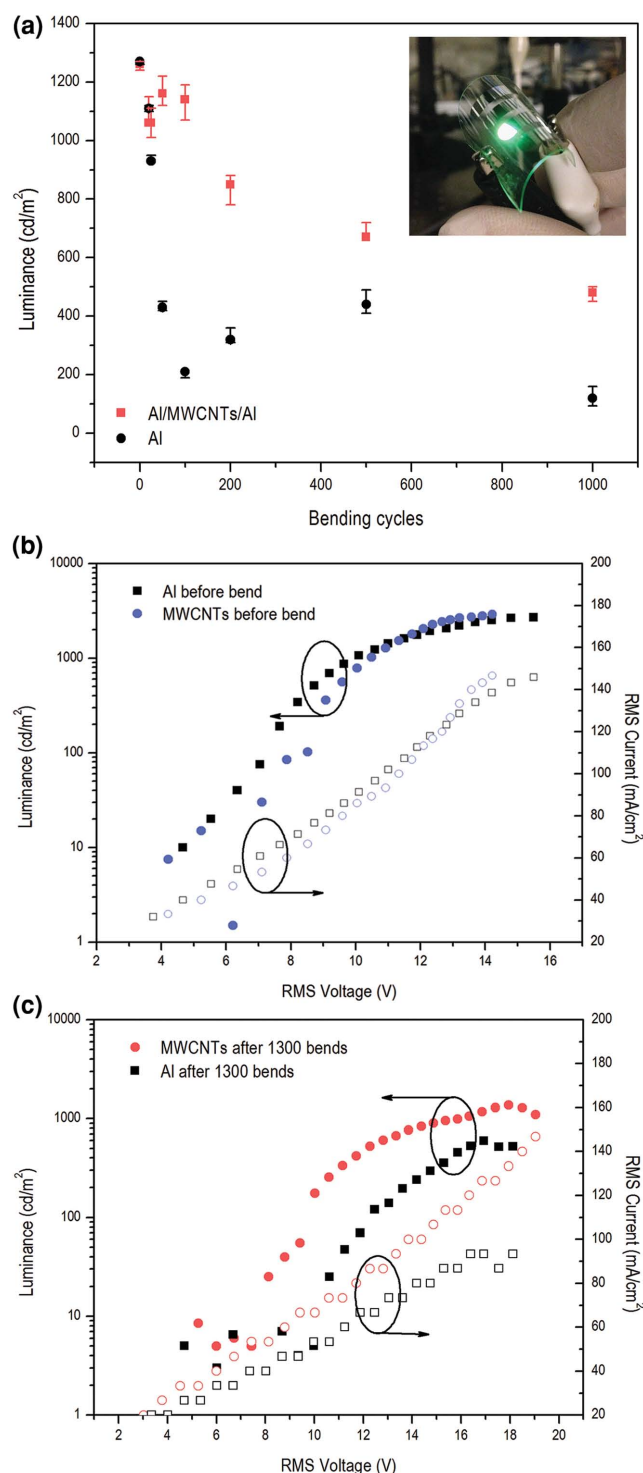 (a)
1400
1200
1000
800
600
400
200
0
Luminance (cd/m²)
Al/MWCNTs/Al
Al
0 200 400 600 800 1000
Bending cycles
(b)
10000
1000
100
10
1
Luminance (cd/m²)
Al before bend
MWCNTs before bend
200
180
160
140
120
100
80
60
40
20
RMS Current (mA/cm²)
2 4 6 8 10 12 14 16
RMS Voltage (V)
(c)
10000
1000
100
10
1
Luminance (cd/m²)
MWCNTs after 1300 bends
Al after 1300 bends
200
180
160
140
120
100
80
60
40
20
RMS Current (mA/cm²)
2 4 6 8 10 12 14 16 18 20
RMS Voltage (V)